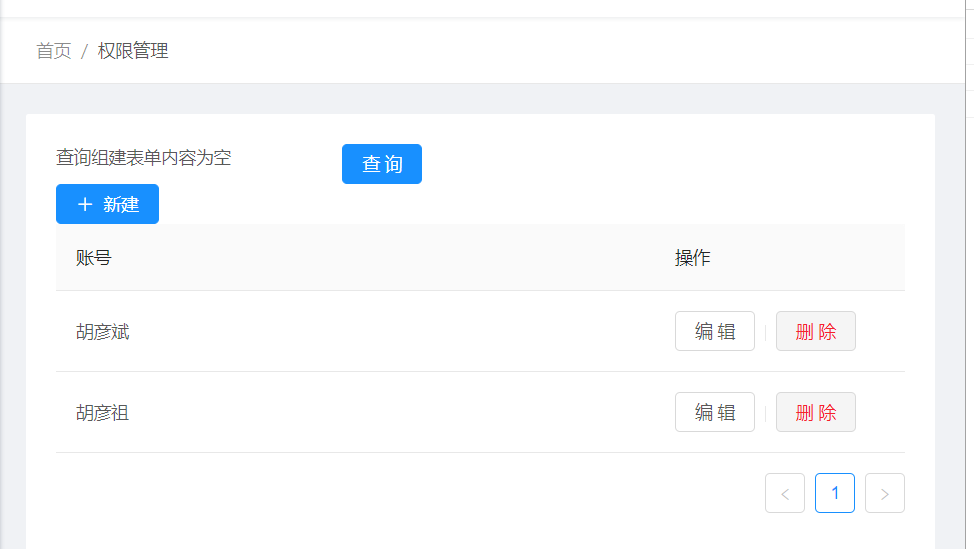 首页 / 权限管理
查询组建表单内容为空 查 询
+ 新建
账号 操作
胡彦斌 编 辑 删 除
胡彦祖 编 辑 删 除
< 1 >